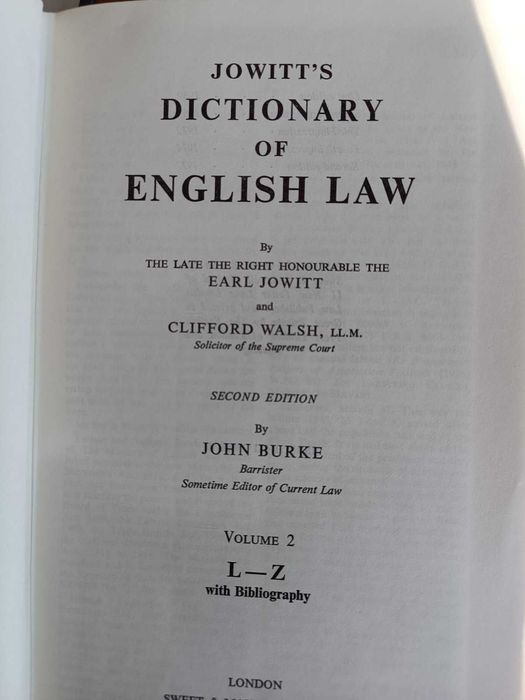 JOWITT'S
DICTIONARY
OF
ENGLISH LAW
By
THE LATE THE RIGHT HONOURABLE THE
EARL JOWITT
and
CLIFFORD WALSH, LL.M.
Solicitor of the Supreme Court
SECOND EDITION
By
JOHN BURKE
Barrister
Sometime Editor of Current Law
VOLUME 2
L—Z
with Bibliography
LONDON